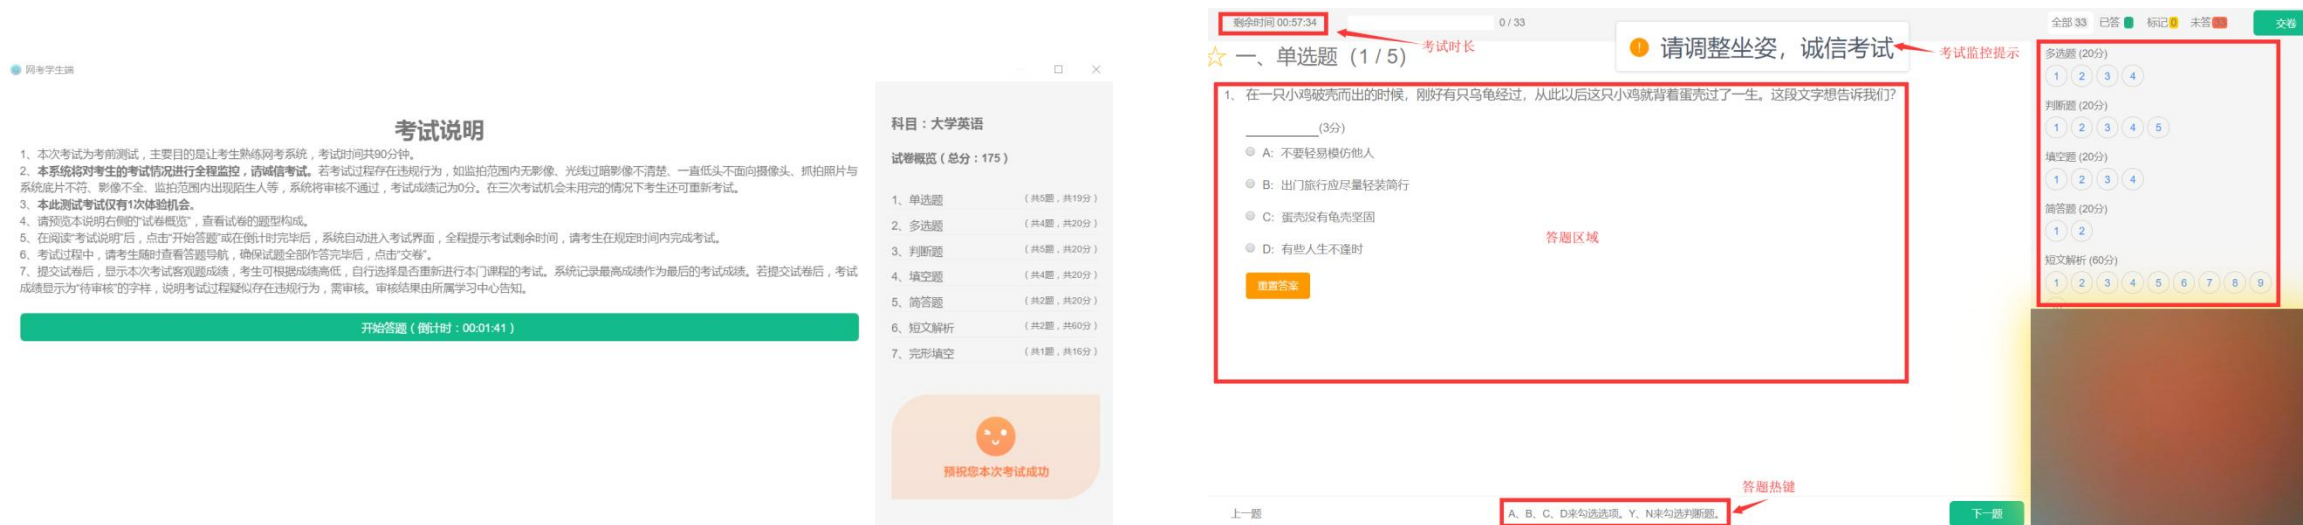 网考学生端
考试说明
1、本次考试为考前测试，主要目的是让考生熟练网考系统，考试时间共90分钟。
2、本系统将对考生的考试情况进行全程监控，请诚信考试。若考试过程存在违规行为，如监拍范围内无影像、光线过暗影像不清楚、一直低头不面向摄像头、抓拍照片与
系统底片不符、影像不全、监拍范围内出现陌生人等，系统将审核不通过，考试成绩记为0分。在三次考试机会未用完的情况下考生还可重新考试。
3、本此测试考试仅有1次体验机会。
4、请预览本说明右侧的“试卷概览”，查看试卷的题型构成。
5、在阅读“考试说明”后，点击“开始答题”或在倒计时完毕后，系统自动进入考试界面，全程提示考试剩余时间，请考生在规定时间内完成考试。
6、考试过程中，请考生随时查看答题导航，确保试题全部作答完毕后，点击“交卷”。
7、提交试卷后，显示本次考试客观题成绩，考生可根据成绩高低，自行选择是否重新进行本门课程的考试。系统记录最高成绩作为最后的考试成绩。若提交试卷后，考试
成绩显示为“待审核”的字样，说明考试过程疑似存在违规行为，需审核。审核结果由所属学习中心告知。
开始答题（倒计时：00:01:41）
科目：大学英语
试卷概览（总分：175）
1、单选题 （共5题，共19分）
2、多选题 （共4题，共20分）
3、判断题 （共5题，共20分）
4、填空题 （共4题，共20分）
5、简答题 （共2题，共20分）
6、短文解析 （共2题，共60分）
7、完形填空 （共1题，共16分）
预祝您本次考试成功
剩余时间 00:57:34 0 / 33
考试时长
请调整坐姿，诚信考试
考试监控提示
全部 33 已答 标记 0 未答 33 交卷
一、单选题（1 / 5）
1、在一只小鸡破壳而出的时候，刚好有只乌龟经过，从此以后这只小鸡就背着蛋壳过了一生。这段文字想告诉我们？
__________(3分)
A: 不要轻易模仿他人
B: 出门旅行应尽量轻装简行
C: 蛋壳没有龟壳坚固
D: 有些人生不逢时
答题区域
重置答案
多选题 (20分)
1 2 3 4
判断题 (20分)
1 2 3 4 5
填空题 (20分)
1 2 3 4
简答题 (20分)
1 2
短文解析 (60分)
1 2 3 4 5 6 7 8 9
答题热键
上一题
A、B、C、D来勾选选项。Y、N来勾选判断题。
下一题